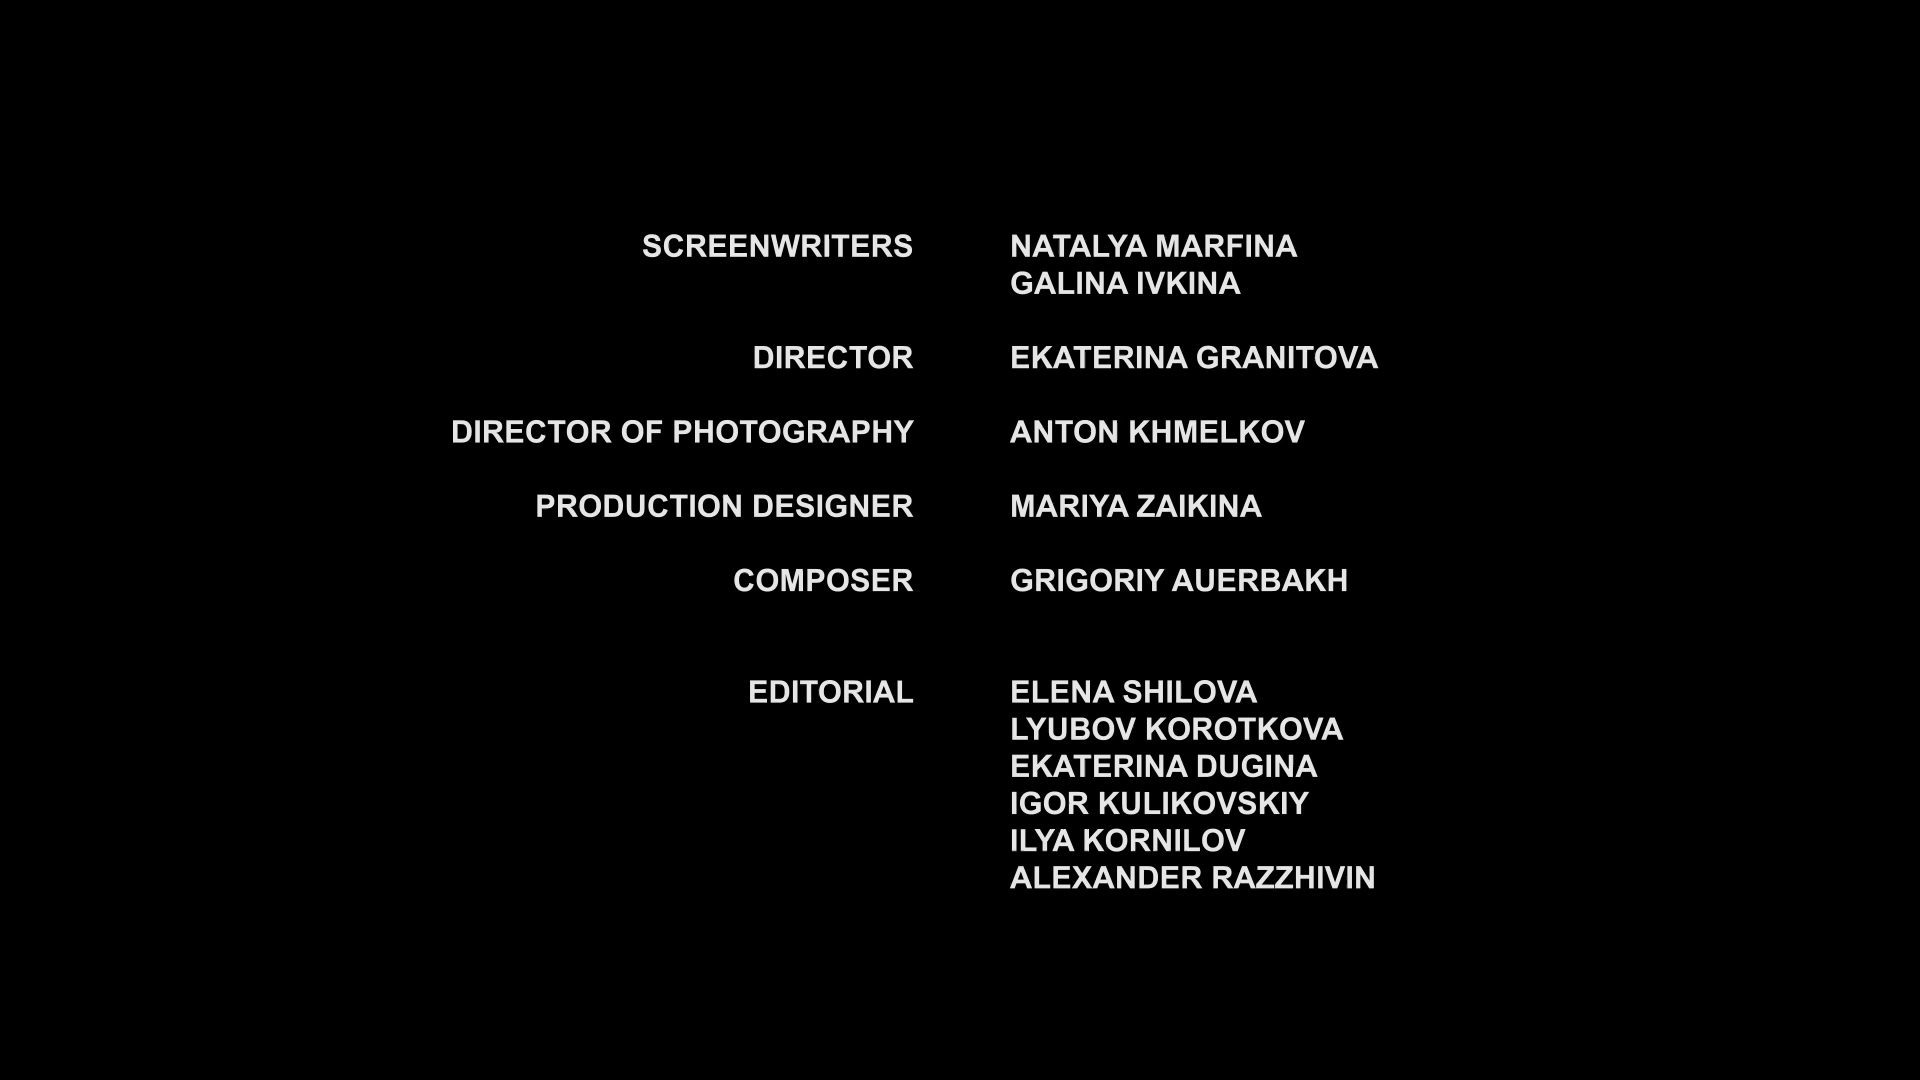 SCREENWRITERS NATALYA MARFINA
GALINA IVKINA
DIRECTOR EKATERINA GRANITOVA
DIRECTOR OF PHOTOGRAPHY ANTON KHMELKOV
PRODUCTION DESIGNER MARIYA ZAIKINA
COMPOSER GRIGORIY AUERBAKH
EDITORIAL ELENA SHILOVA
LYUBOV KOROTKOVA
EKATERINA DUGINA
IGOR KULIKOVSKIY
ILYA KORNILOV
ALEXANDER RAZZHIVIN